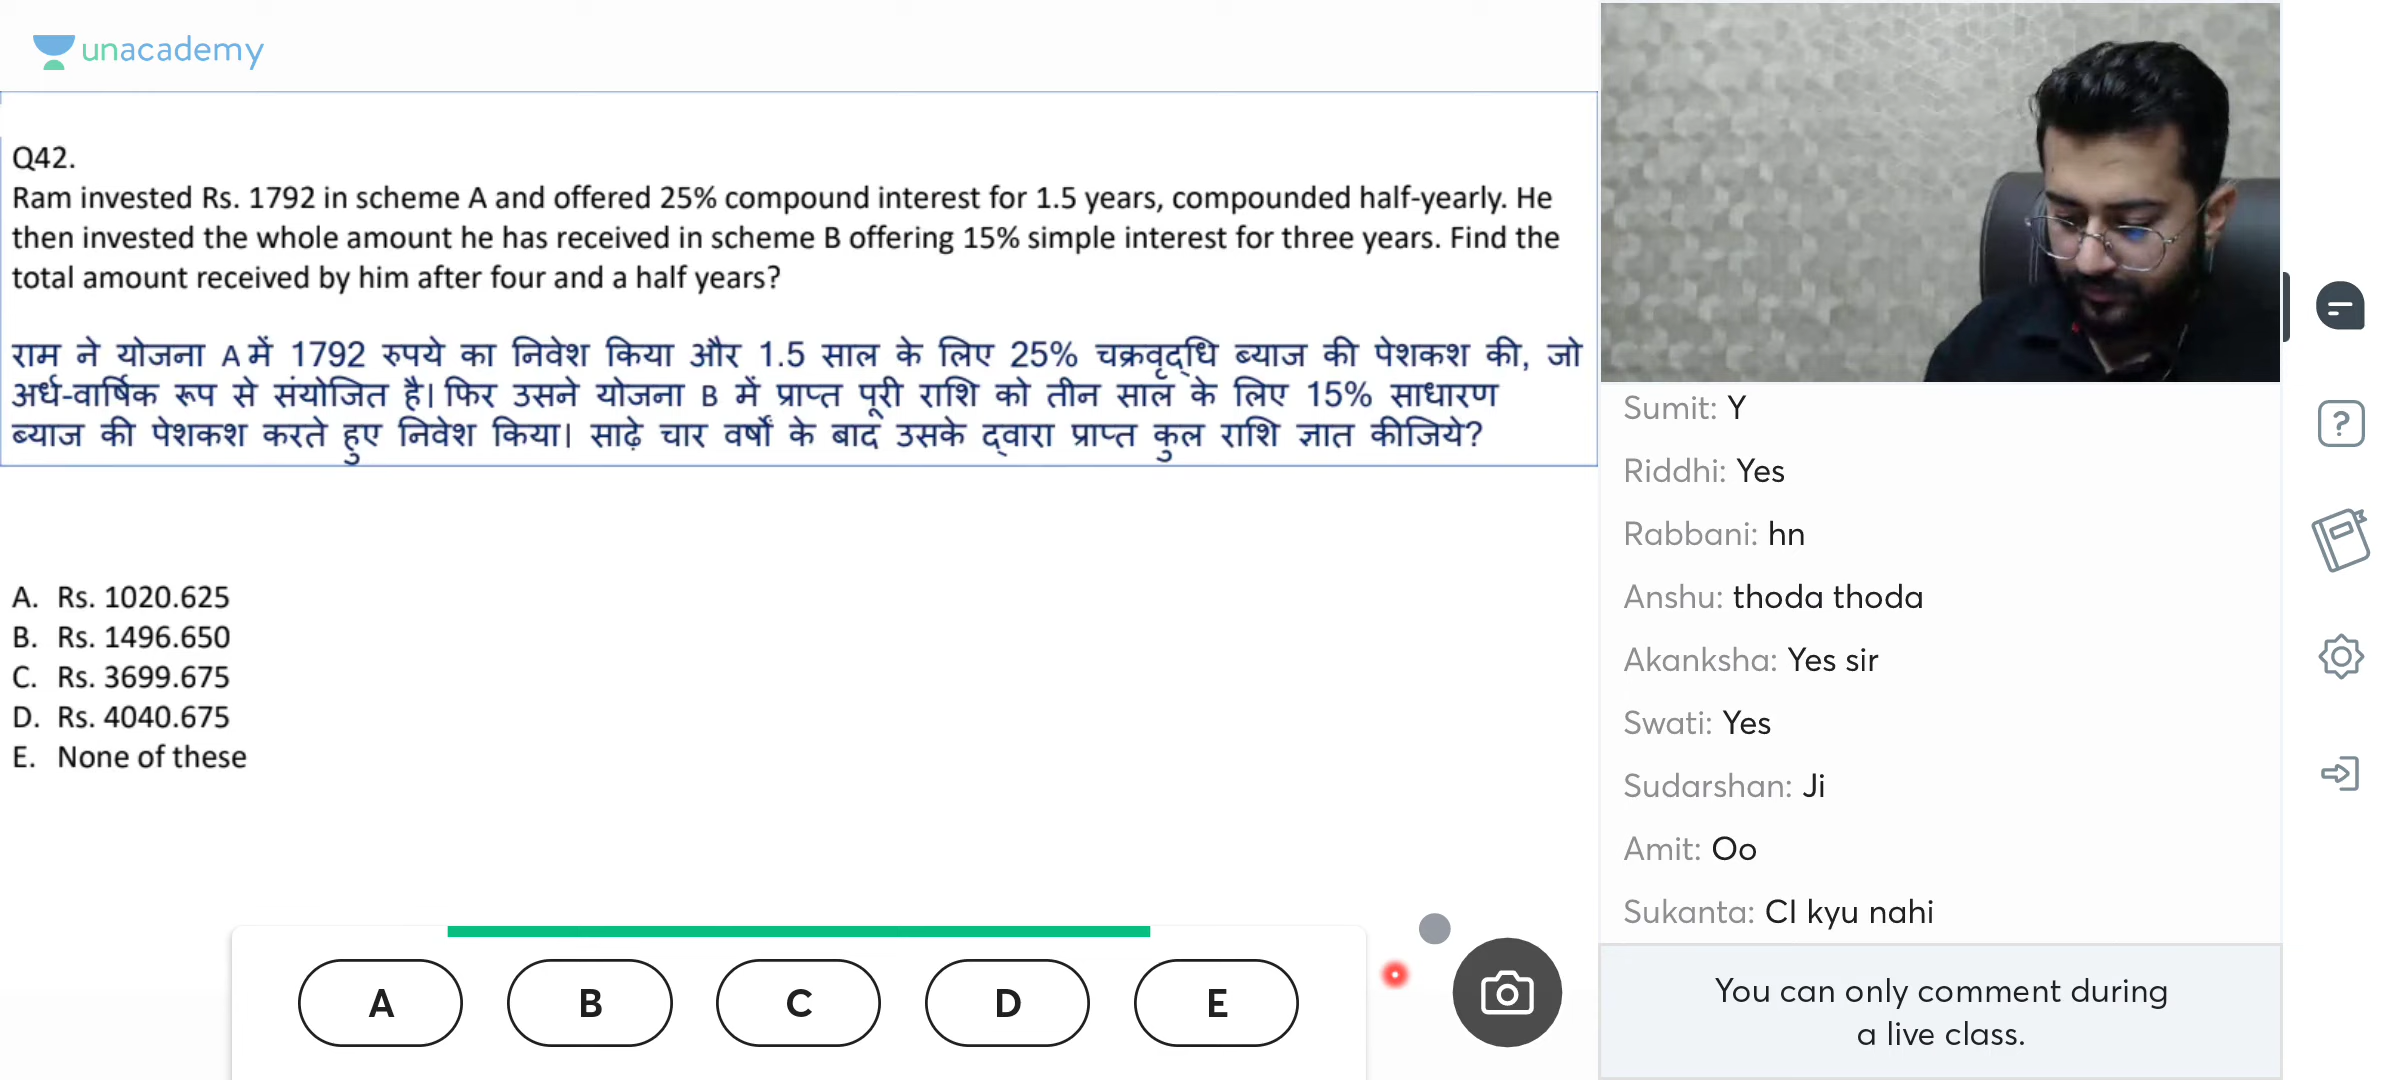 unacademy
Q42.
Ram invested Rs. 1792 in scheme A and offered 25% compound interest for 1.5 years, compounded half-yearly. He
then invested the whole amount he has received in scheme B offering 15% simple interest for three years. Find the
total amount received by him after four and a half years?
राम ने योजना A में 1792 रुपये का निवेश किया और 1.5 साल के लिए 25% चक्रवृद्धि ब्याज की पेशकश की, जो
अर्ध-वार्षिक रूप से संयोजित है। फिर उसने योजना B में प्राप्त पूरी राशि को तीन साल के लिए 15% साधारण
ब्याज की पेशकश करते हुए निवेश किया। साढ़े चार वर्षों के बाद उसके द्वारा प्राप्त कुल राशि ज्ञात कीजिये?
A. Rs. 1020.625
B. Rs. 1496.650
C. Rs. 3699.675
D. Rs. 4040.675
E. None of these
A B C D E
Sumit: Y
Riddhi: Yes
Rabbani: hn
Anshu: thoda thoda
Akanksha: Yes sir
Swati: Yes
Sudarshan: Ji
Amit: Oo
Sukanta: CI kyu nahi
You can only comment during
a live class.
?